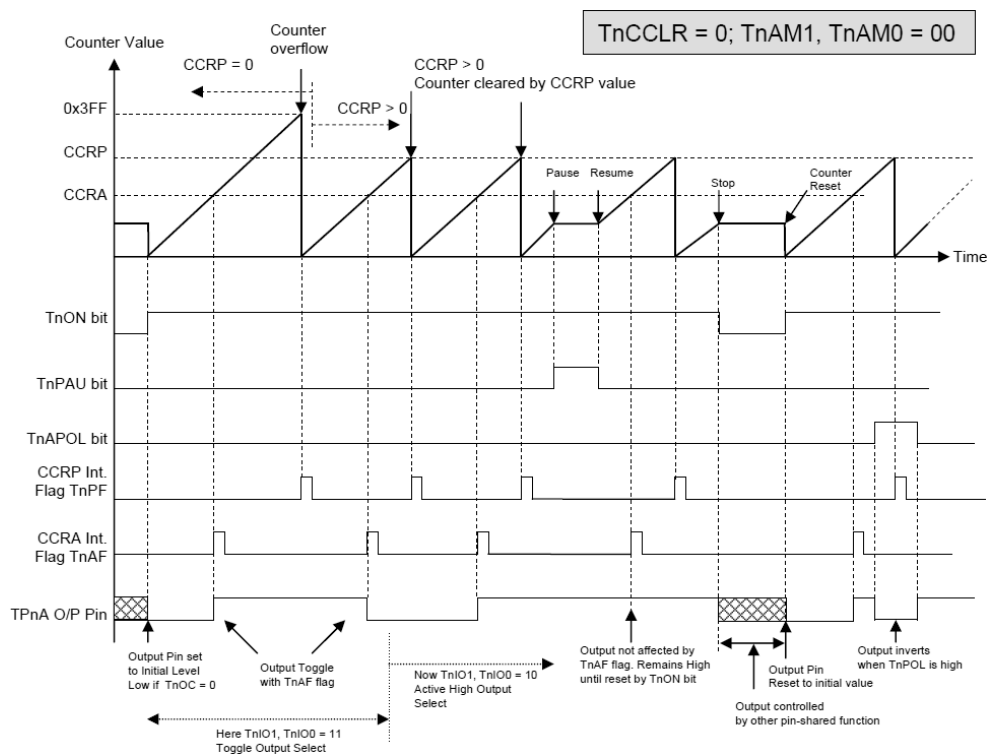 TnCCLR = 0; TnAM1, TnAM0 = 00
Counter Value
Counter
overflow
CCRP = 0
CCRP > 0
CCRP > 0
Counter cleared by CCRP value
0x3FF
CCRP
CCRA
Pause
Resume
Stop
Counter
Reset
Time
TnON bit
TnPAU bit
TnAPOL bit
CCRP Int.
Flag TnPF
CCRA Int.
Flag TnAF
TPnA O/P Pin
Output Pin set
to Initial Level
Low if TnOC = 0
Output Toggle
with TnAF flag
Now TnIO1, TnIO0 = 10
Active High Output
Select
Output not affected by
TnAF flag. Remains High
until reset by TnON bit
Output Pin
Reset to initial value
Output inverts
when TnPOL is high
Output controlled
by other pin-shared function
Here TnIO1, TnIO0 = 11
Toggle Output Select